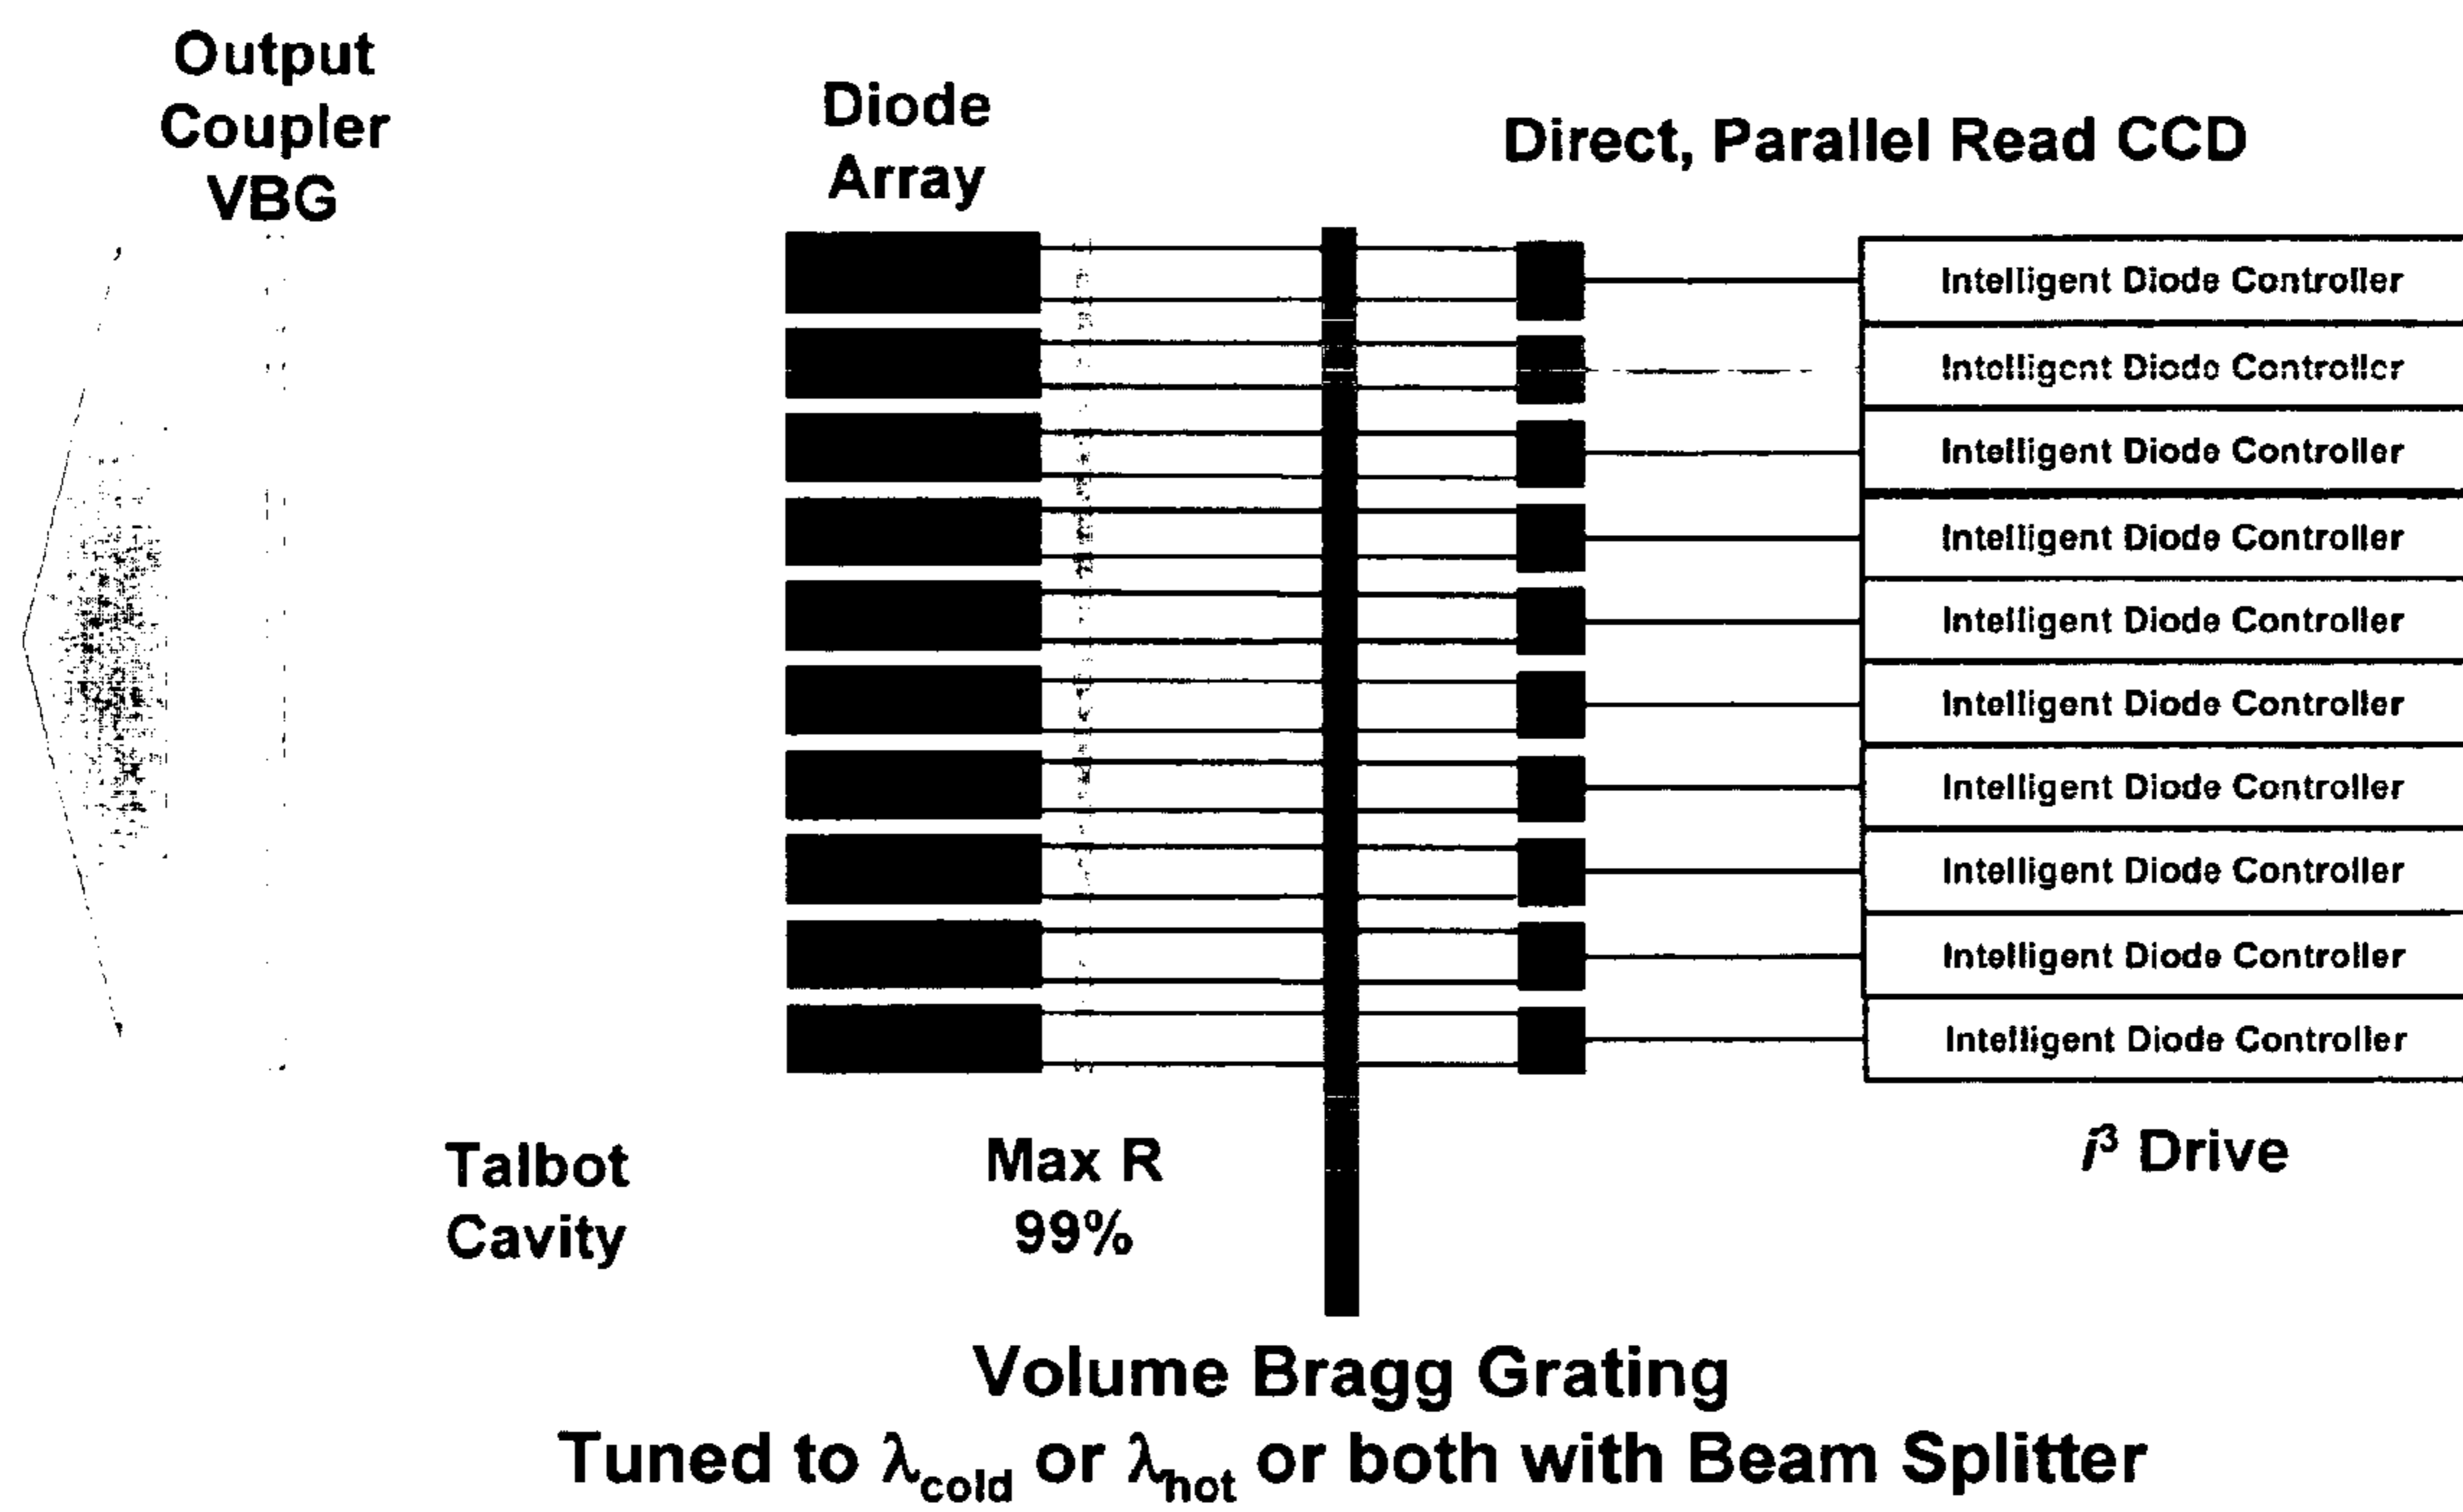 Output
Coupler
VBG
Diode
Array
Direct, Parallel Read CCD
Intelligent Diode Controller
Intelligent Diode Controller
Intelligent Diode Controller
Intelligent Diode Controller
Intelligent Diode Controller
Intelligent Diode Controller
Intelligent Diode Controller
Intelligent Diode Controller
Intelligent Diode Controller
Intelligent Diode Controller
Talbot
Cavity
Max R
99%
i³ Drive
Volume Bragg Grating
Tuned to λcold or λhot or both with Beam Splitter